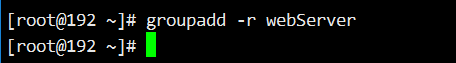 [root@192 ~]# groupadd -r webServer
[root@192 ~]#